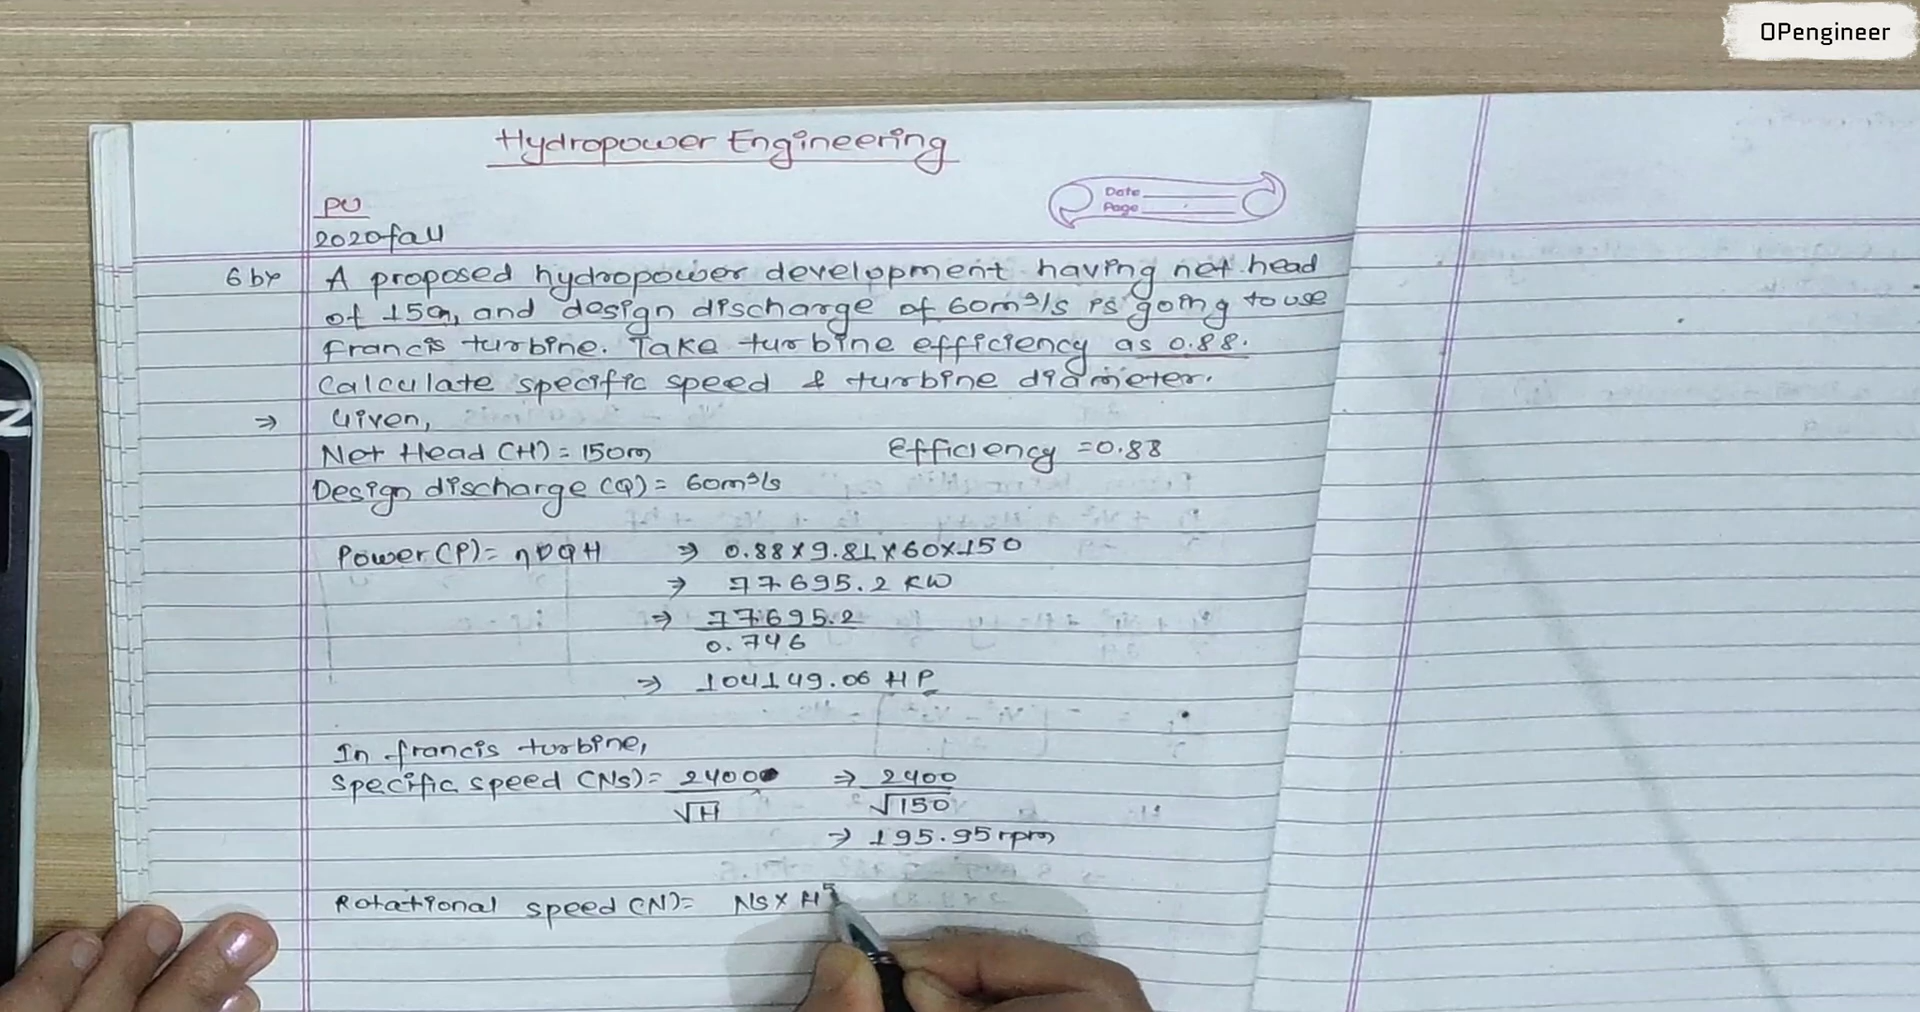 OPengineer
Hydropower Engineering
Date
Page
PU
2020 fall
6 b>
A proposed hydropower development having net head
of 150m, and design discharge of 60m³/s is going to use
francis turbine. Take turbine efficiency as 0.88.
Calculate specific speed & turbine diameter.
⇒ Given,
Net Head (H) = 150m Efficiency = 0.88
Design discharge (Q) = 60m³/s
Power (P) = ηγQH ⇒ 0.88×9.81×60×150
⇒ 77695.2 KW
⇒ 77695.2
0.746
⇒ 104149.06 HP
In francis turbine,
Specific speed (Ns) = 2400 ⇒ 2400
√H √150
⇒ 195.95 rpm
Rotational speed (N) = Ns × H⁵